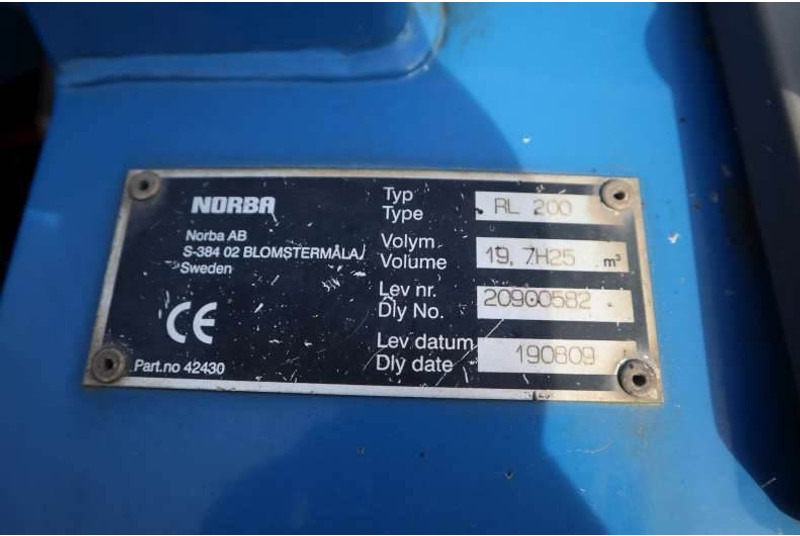 NORBA
Norba AB
S-384 02 BLOMSTERMÅLA
Sweden
CE
Part.no 42430
Typ
Type
RL 200
Volym
Volume
19,7H25 m³
Lev nr.
Dly No.
20900582
Lev datum
Dly date
190809